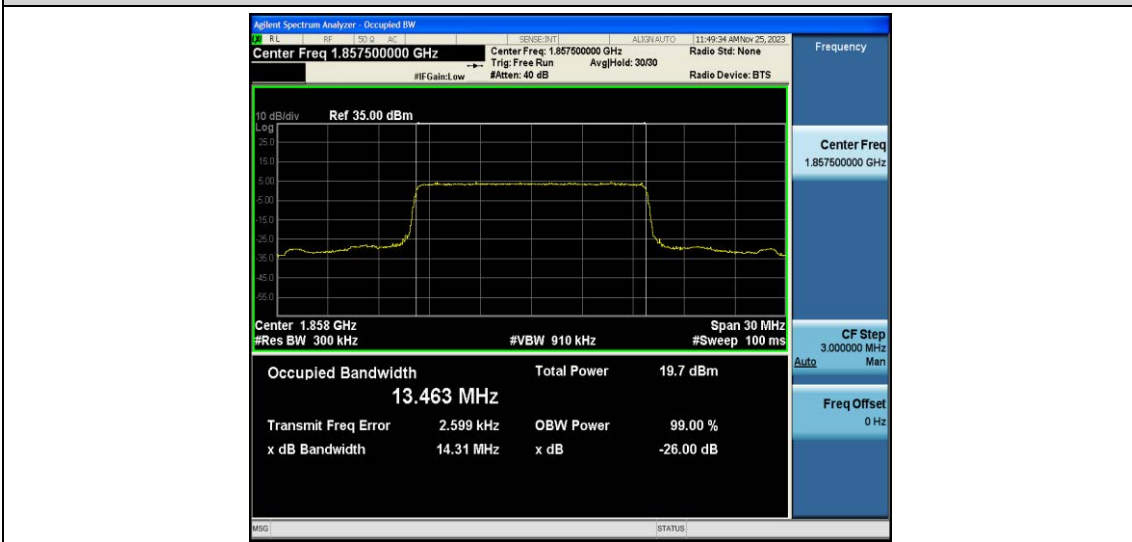 Agilent Spectrum Analyzer - Occupied BW
RL RF 50 Ω AC SENSE:INT ALIGN AUTO 11:49:34 AM Nov 25, 2023
Center Freq 1.857500000 GHz
Center Freq: 1.857500000 GHz
Radio Std: None
Trig: Free Run Avg|Hold: 30/30
#IFGain:Low
#Atten: 40 dB
Radio Device: BTS
Frequency
10 dB/div Ref 35.00 dBm
Log
25.0
15.0
5.00
-5.00
-15.0
-25.0
-35.0
-45.0
-55.0
Center 1.858 GHz
Span 30 MHz
#Res BW 300 kHz
#VBW 910 kHz
#Sweep 100 ms
Occupied Bandwidth
13.463 MHz
Total Power 19.7 dBm
Transmit Freq Error 2.599 kHz
OBW Power 99.00 %
x dB Bandwidth 14.31 MHz
x dB -26.00 dB
Center Freq
1.857500000 GHz
CF Step
3.000000 MHz
Auto Man
Freq Offset
0 Hz
MSG
STATUS